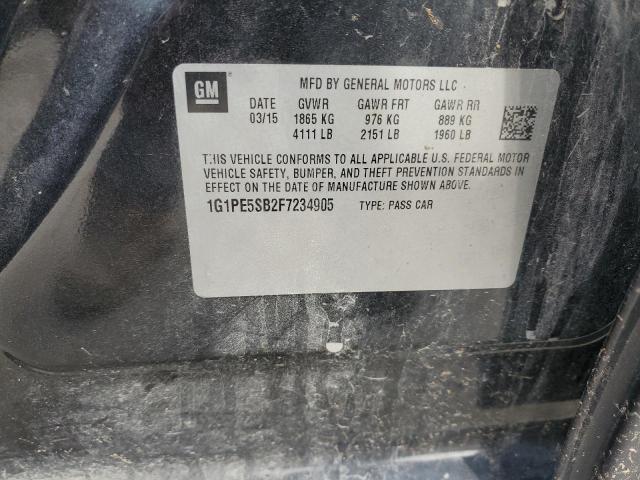 GM
MFD BY GENERAL MOTORS LLC
DATE GVWR GAWR FRT GAWR RR
03/15 1865 KG 976 KG 889 KG
4111 LB 2151 LB 1960 LB
THIS VEHICLE CONFORMS TO ALL APPLICABLE U.S. FEDERAL MOTOR
VEHICLE SAFETY, BUMPER, AND THEFT PREVENTION STANDARDS IN
EFFECT ON THE DATE OF MANUFACTURE SHOWN ABOVE.
1G1PE5SB2F7234905 TYPE: PASS CAR